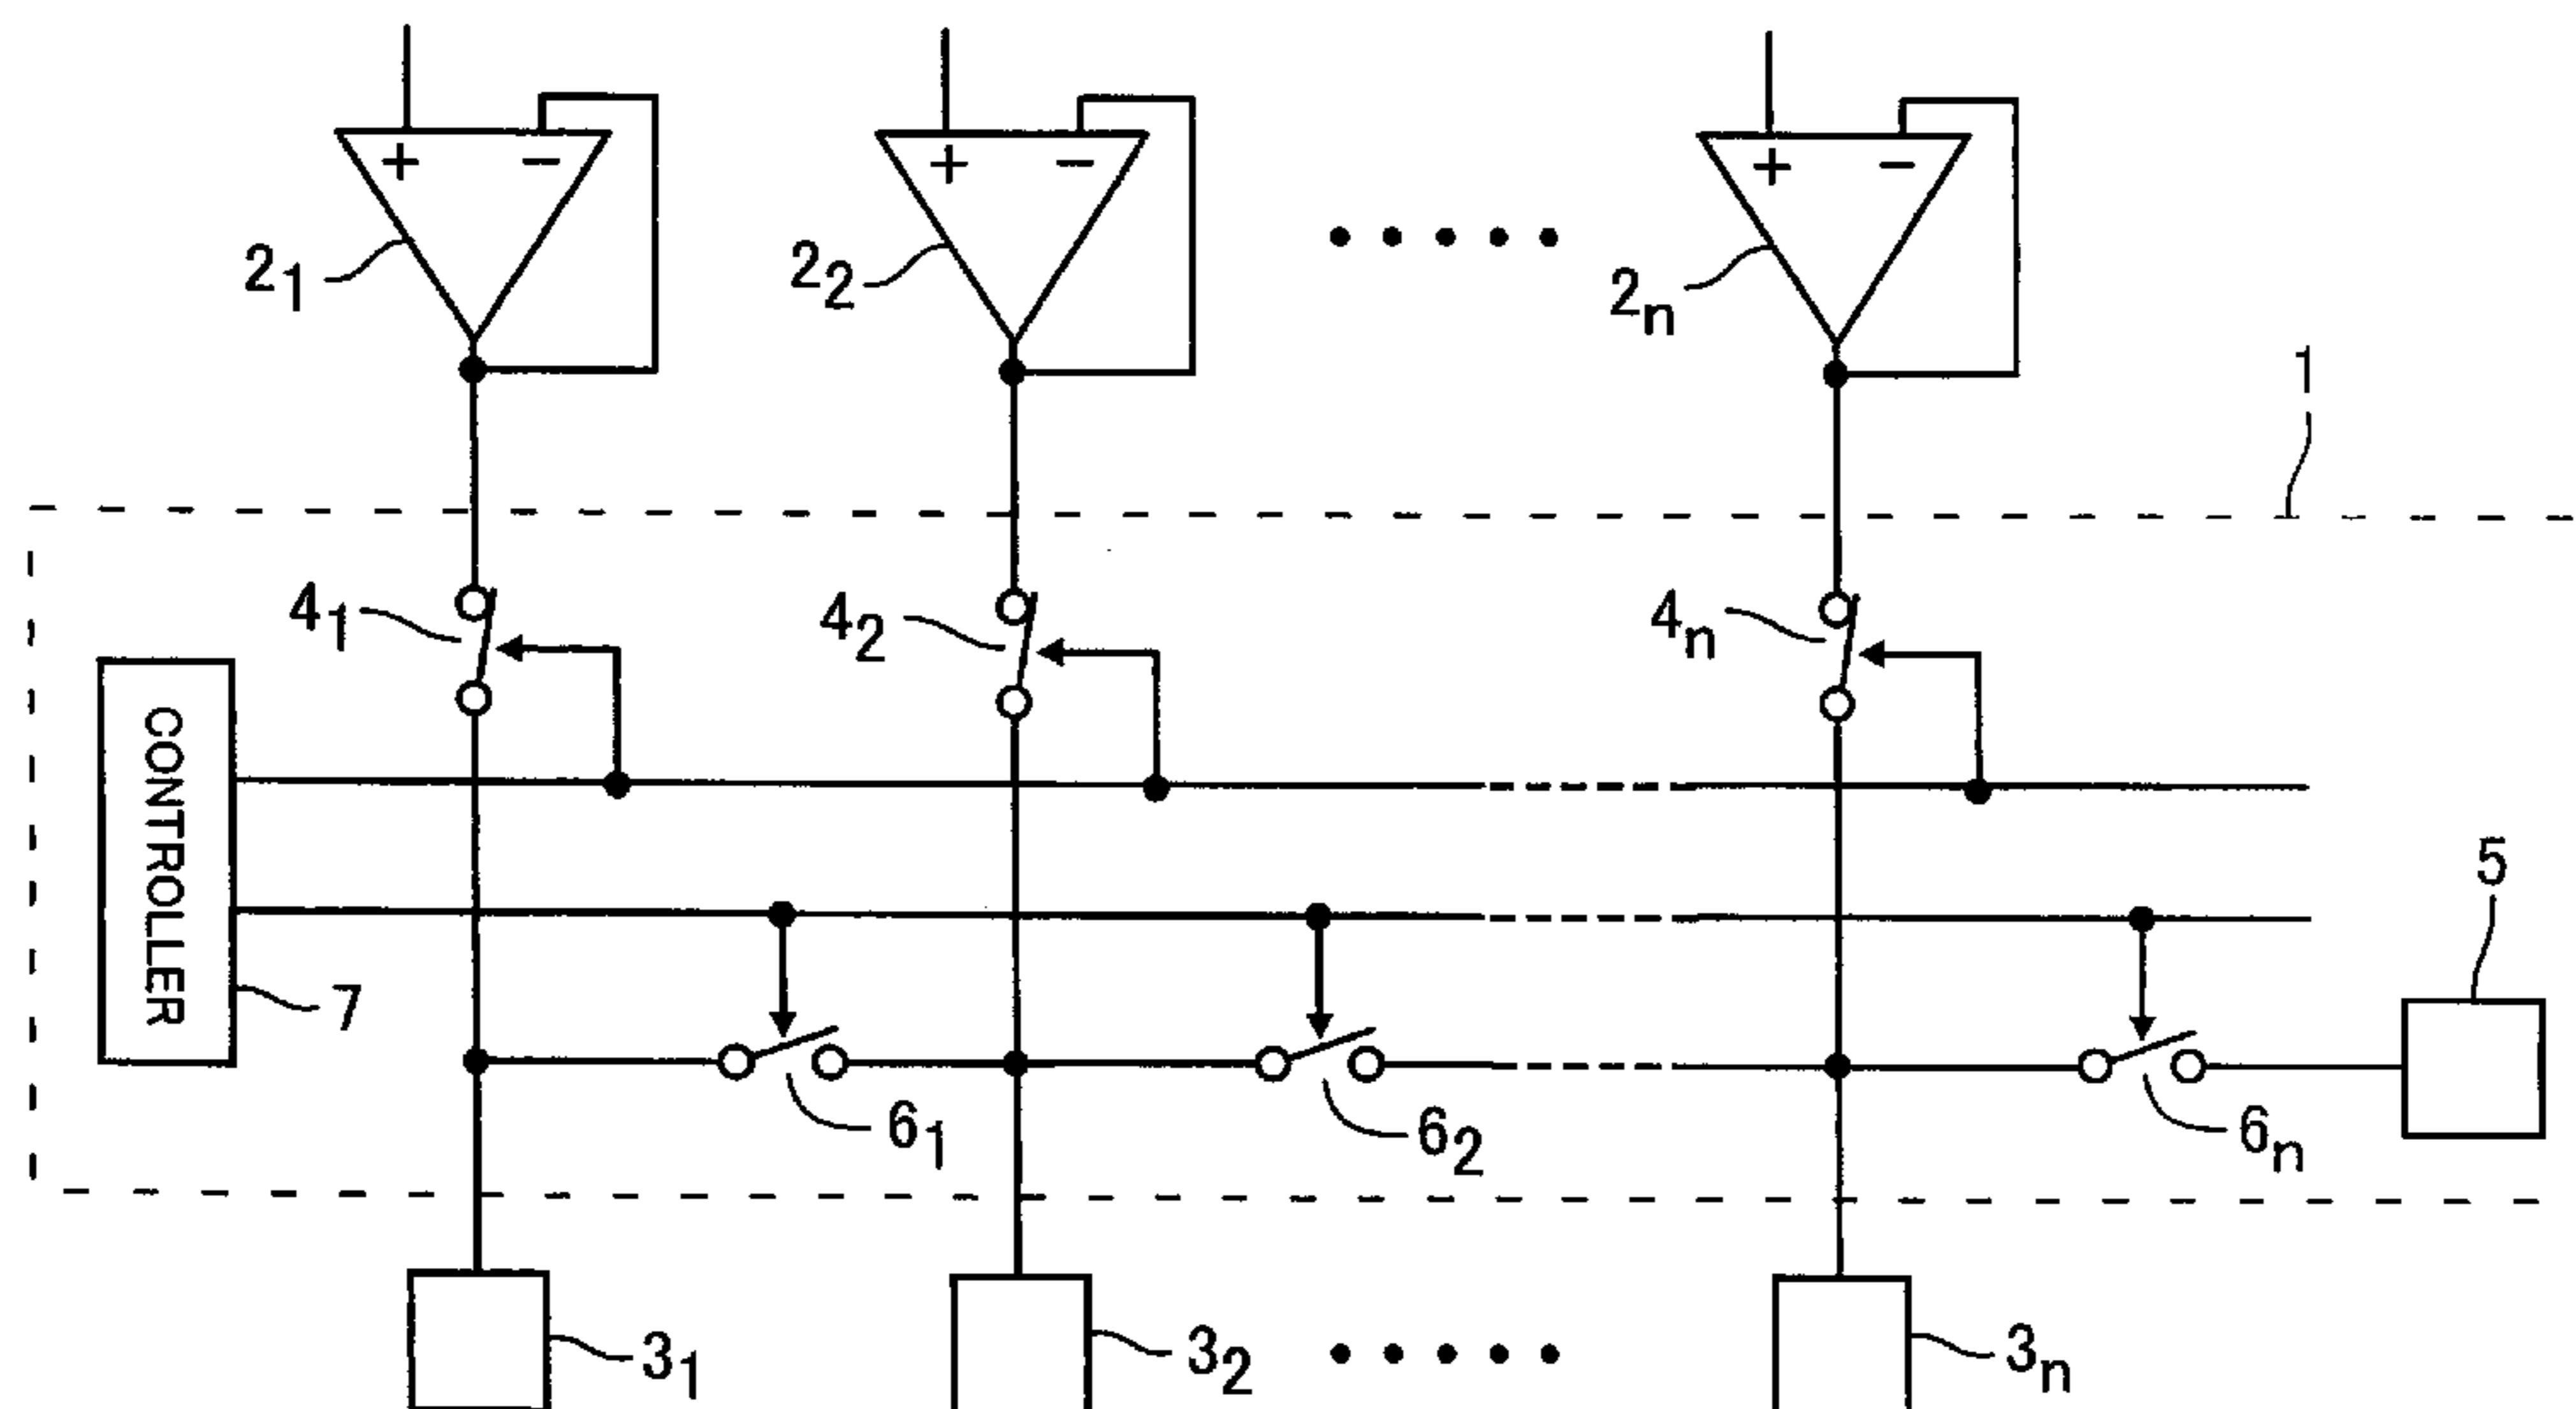 + −
+ −
+ −
2₁
2₂
2ₙ
1
4₁
4₂
4ₙ
CONTROLLER
7
5
6₁
6₂
6ₙ
3₁
3₂
3ₙ